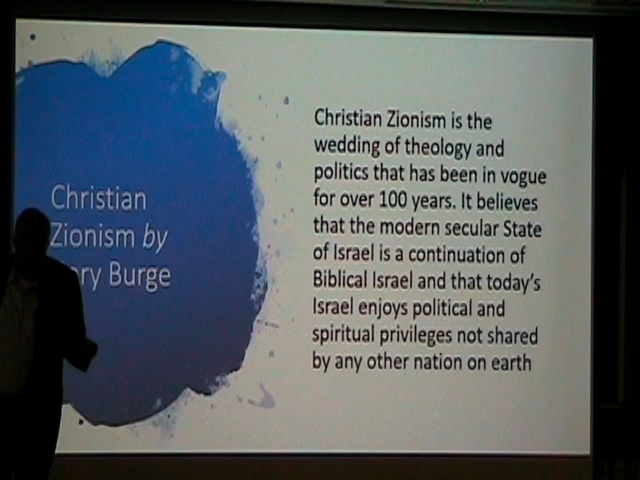 Christian
Zionism by
ry Burge
Christian Zionism is the
wedding of theology and
politics that has been in vogue
for over 100 years. It believes
that the modern secular State
of Israel is a continuation of
Biblical Israel and that today's
Israel enjoys political and
spiritual privileges not shared
by any other nation on earth